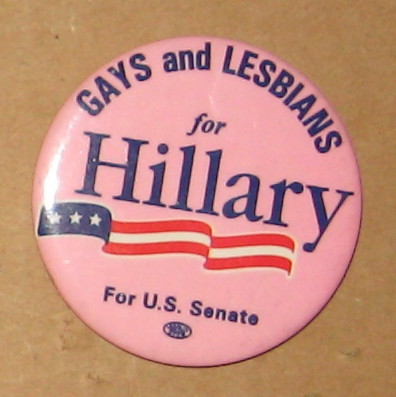 GAYS and LESBIANS
for
Hillary
For U.S. Senate